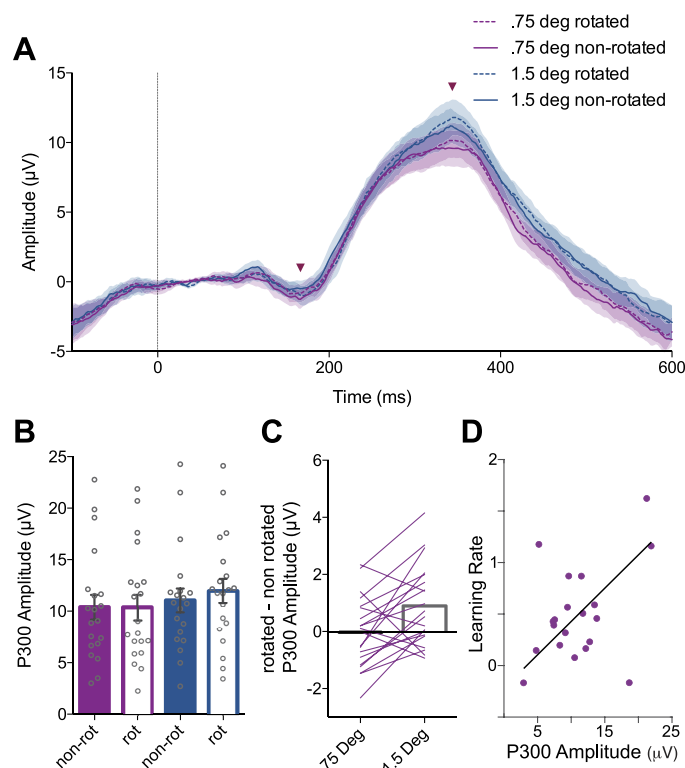 .75 deg rotated
.75 deg non-rotated
1.5 deg rotated
1.5 deg non-rotated
A
15
10
5
0
-5
Amplitude (µV)
0
200
400
600
Time (ms)
B
25
20
15
10
5
0
P300 Amplitude (µV)
non-rot
rot
non-rot
rot
C
6
4
2
0
-2
rotated - non rotated
P300 Amplitude (µV)
75 Deg
1.5 Deg
D
2
1
0
Learning Rate
5
15
25
P300 Amplitude (µV)